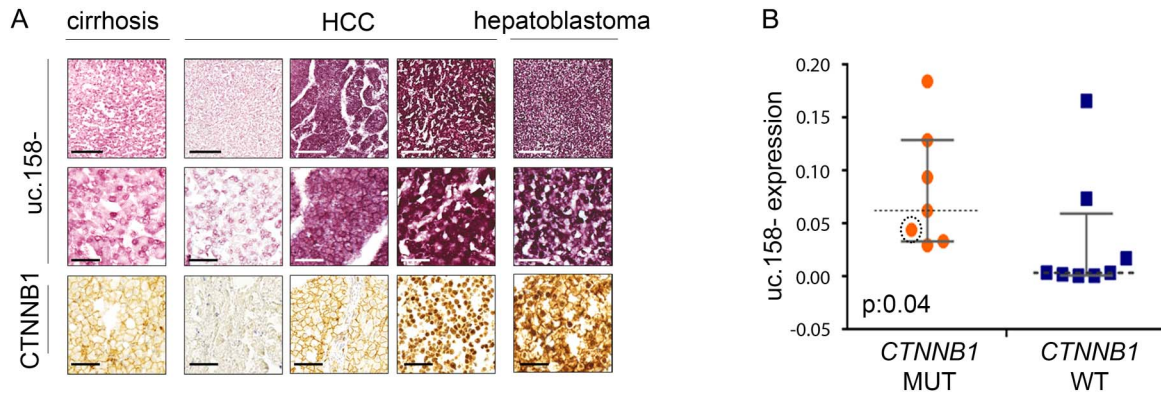 A
cirrhosis
HCC
hepatoblastoma
uc.158-
CTNNB1
B
uc.158- expression
0.20
0.15
0.10
0.05
0.00
-0.05
p:0.04
CTNNB1
MUT
CTNNB1
WT